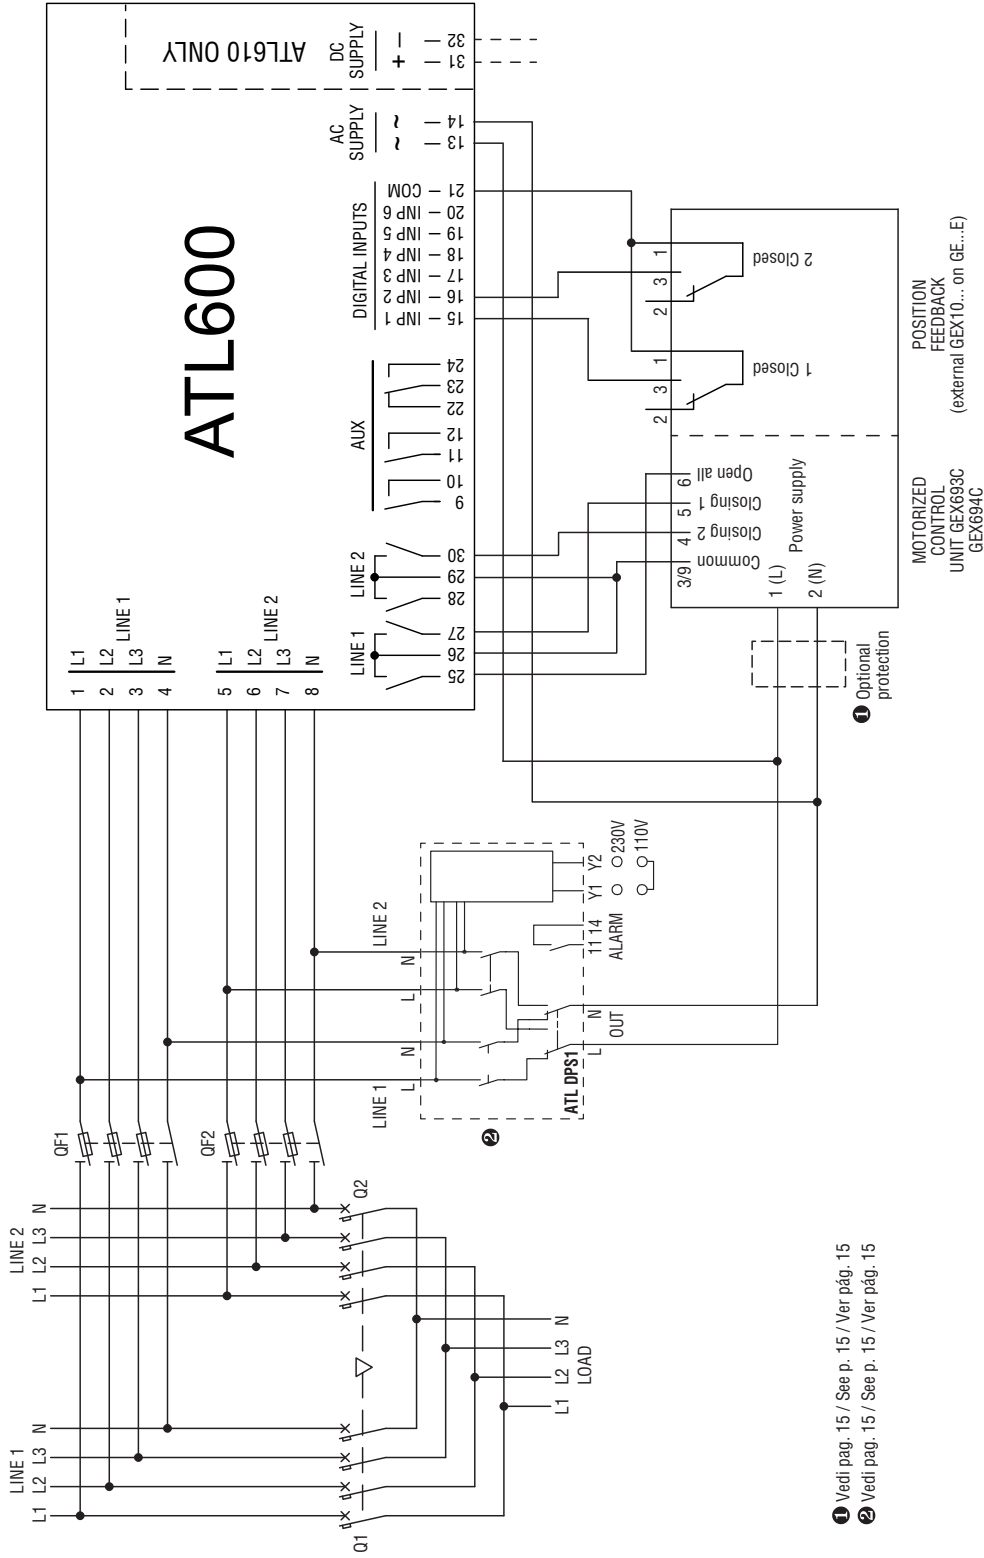 LINE 1
L1 L2 L3 N
LINE 2
L1 L2 L3 N
Q1
Q2
L1 L2 L3 N
LOAD
QF1
QF2
LINE 1
L N
LINE 2
L N
ATL DPS1
L N
OUT
11 14
ALARM
Y1 Y2
230V
110V
❷
ATL600
1 L1
2 L2
3 L3
4 N
LINE 1
5 L1
6 L2
7 L3
8 N
LINE 2
LINE 1
25
26
27
LINE 2
28
29
30
AUX
9
10
11
12
22
23
24
DIGITAL INPUTS
15 – INP 1
16 – INP 2
17 – INP 3
18 – INP 4
19 – INP 5
20 – INP 6
21 – COM
AC
SUPPLY
13 – ~
14 – ~
DC
SUPPLY
31 – +
32 – –
ATL610 ONLY
❶ Optional
protection
1 (L)
2 (N)
Power supply
3/9 Common
4 Closing 2
5 Closing 1
6 Open all
2 3 1
1 Closed
2 3 1
2 Closed
MOTORIZED
CONTROL
UNIT GEX693C
GEX694C
POSITION
FEEDBACK
(external GEX10... on GE...E)
❶ Vedi pag. 15 / See p. 15 / Ver pág. 15
❷ Vedi pag. 15 / See p. 15 / Ver pág. 15